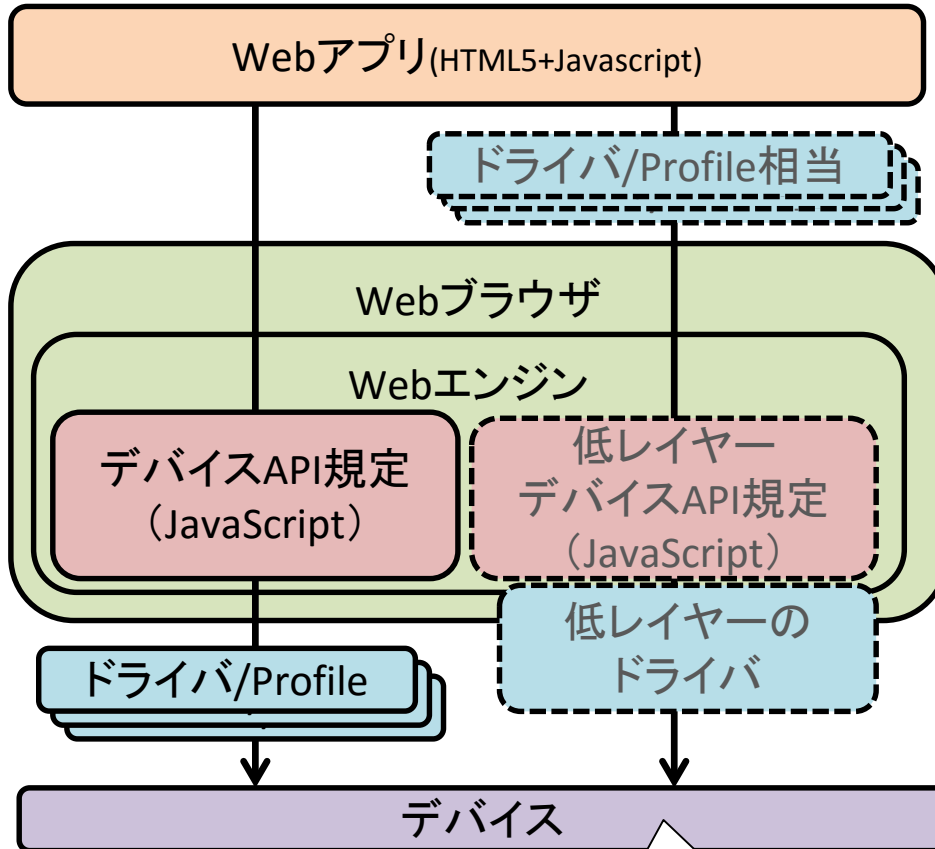 Webアプリ(HTML5+Javascript)
ドライバ/Profile相当
Webブラウザ
Webエンジン
デバイスAPI規定
（JavaScript）
低レイヤー
デバイスAPI規定
（JavaScript）
低レイヤーの
ドライバ
ドライバ/Profile
デバイス